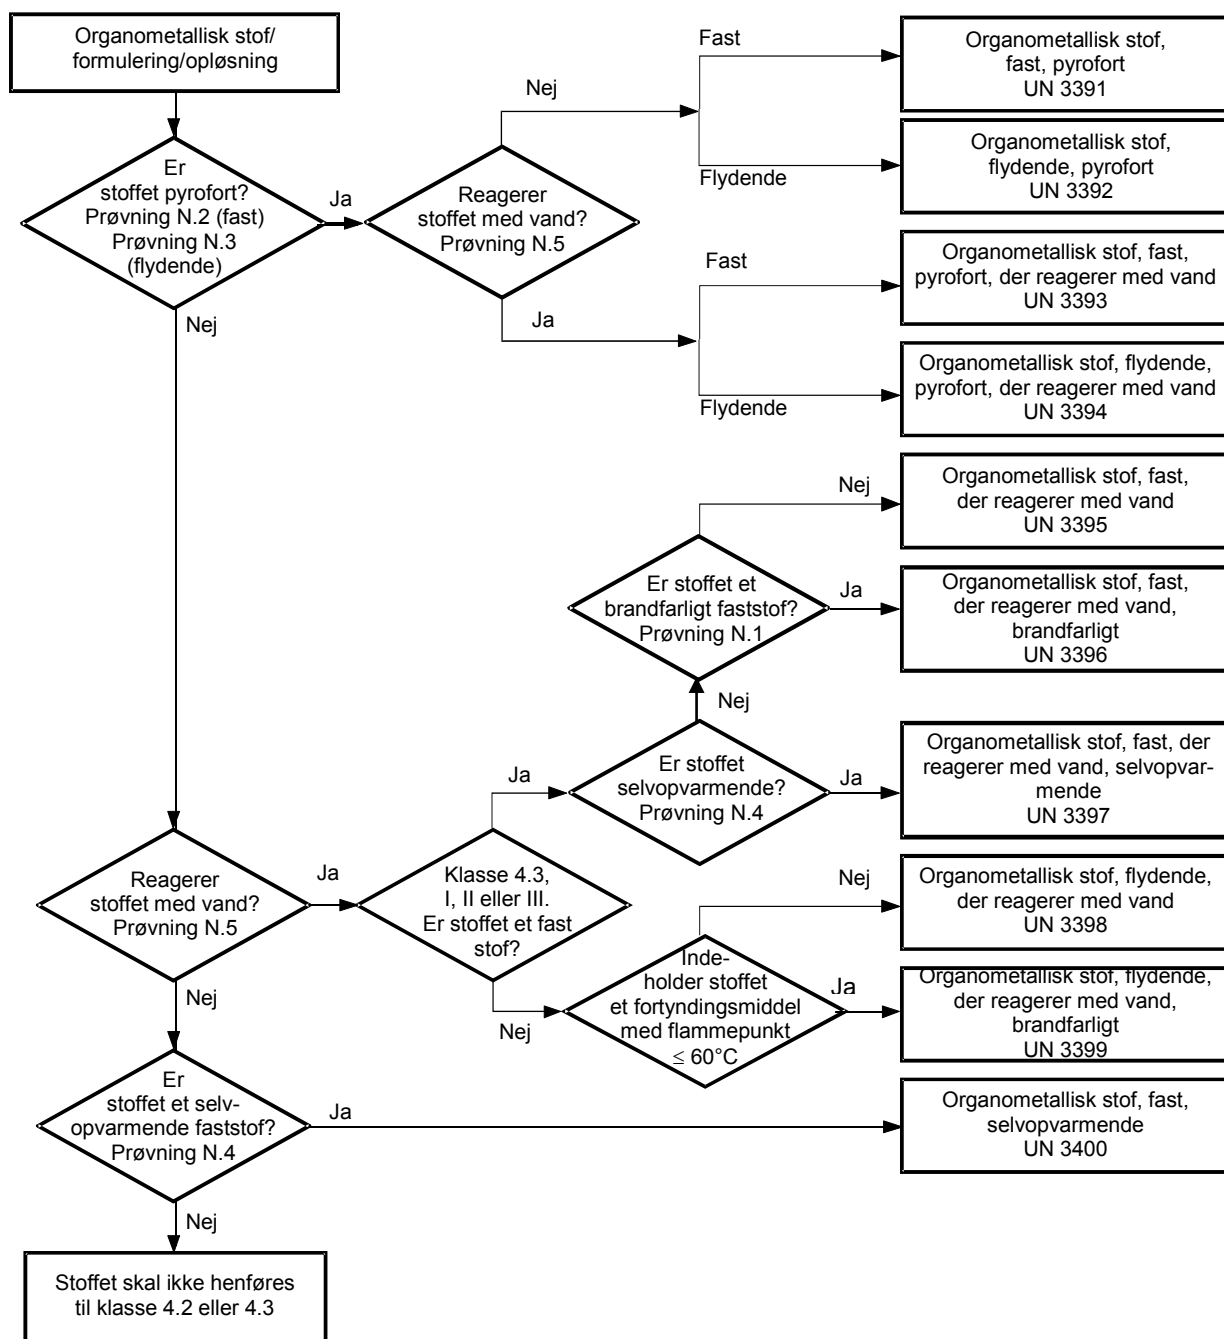 Organometallisk stof/
formulering/opløsning
Er
stoffet pyrofort?
Prøvning N.2 (fast)
Prøvning N.3
(flydende)
Ja
Nej
Reagerer
stoffet med vand?
Prøvning N.5
Nej
Ja
Fast
Flydende
Fast
Flydende
Organometallisk stof,
fast, pyrofort
UN 3391
Organometallisk stof,
flydende, pyrofort
UN 3392
Organometallisk stof, fast,
pyrofort, der reagerer med vand
UN 3393
Organometallisk stof, flydende,
pyrofort, der reagerer med vand
UN 3394
Nej
Organometallisk stof, fast,
der reagerer med vand
UN 3395
Er stoffet et
brandfarligt faststof?
Prøvning N.1
Ja
Organometallisk stof, fast,
der reagerer med vand,
brandfarligt
UN 3396
Nej
Er stoffet
selvopvarmende?
Prøvning N.4
Ja
Organometallisk stof, fast, der
reagerer med vand, selvopvar-
mende
UN 3397
Ja
Reagerer
stoffet med vand?
Prøvning N.5
Ja
Klasse 4.3,
I, II eller III.
Er stoffet et fast
stof?
Nej
Organometallisk stof, flydende,
der reagerer med vand
UN 3398
Nej
Nej
Inde-
holder stoffet
et fortyndingsmiddel
med flammepunkt
≤ 60°C
Ja
Organometallisk stof, flydende,
der reagerer med vand,
brandfarligt
UN 3399
Er
stoffet et selv-
opvarmende faststof?
Prøvning N.4
Ja
Organometallisk stof, fast,
selvopvarmende
UN 3400
Nej
Stoffet skal ikke henføres
til klasse 4.2 eller 4.3